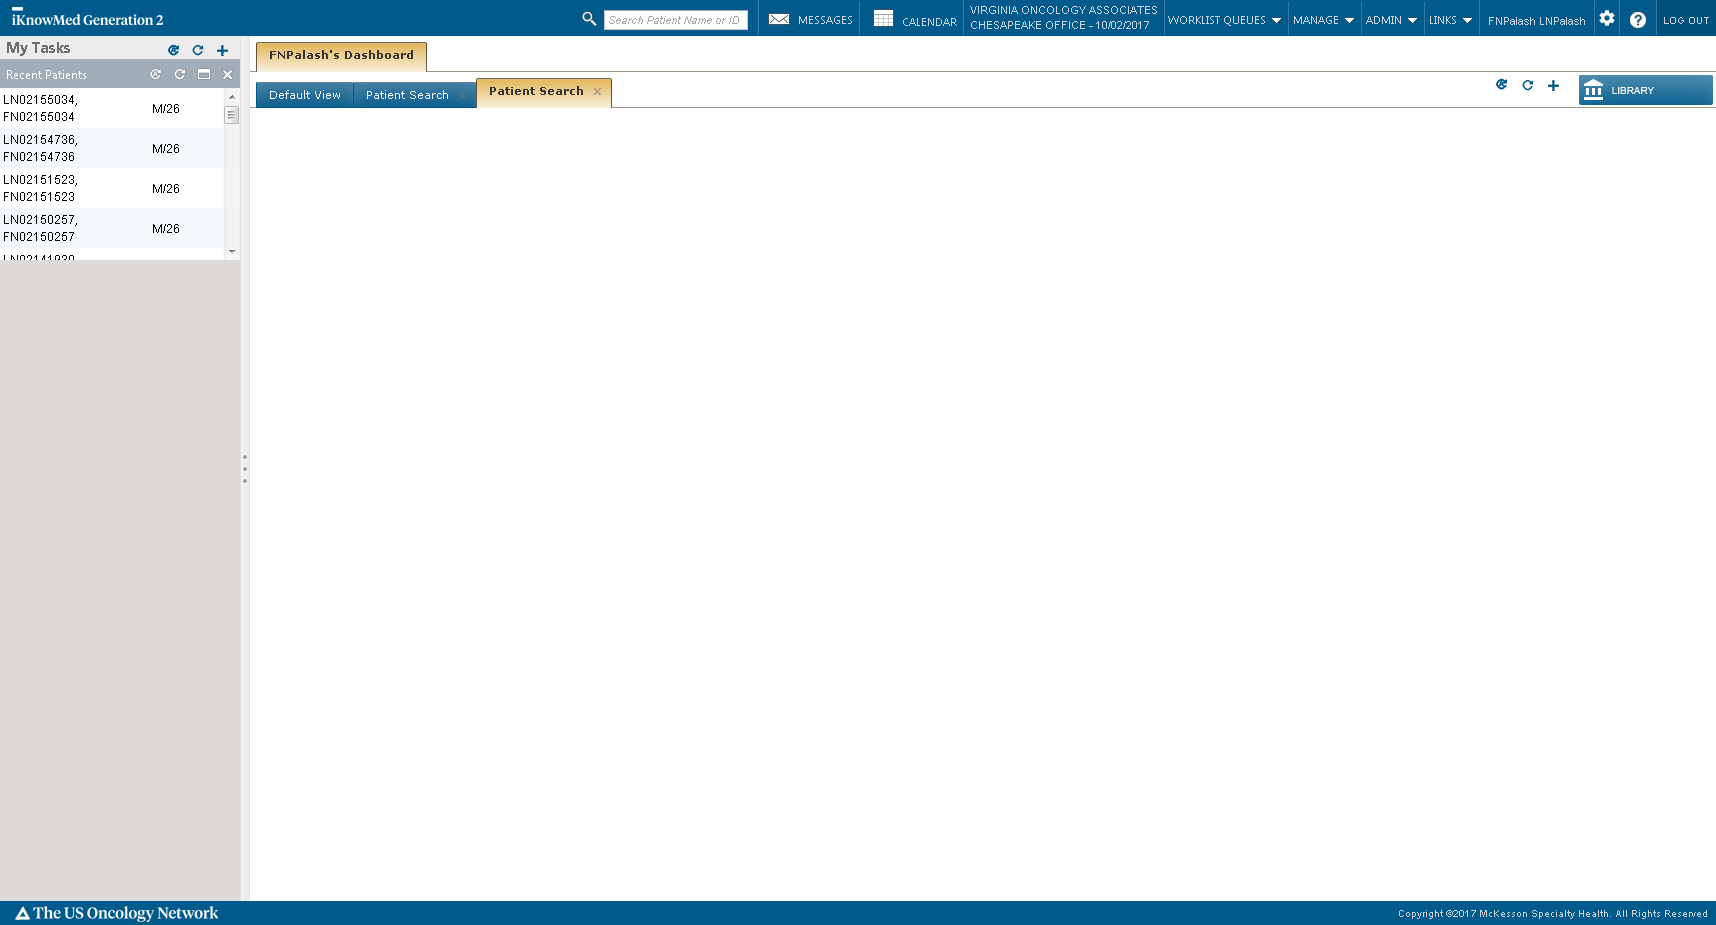 iKnowMed Generation 2
Search Patient Name or ID
MESSAGES
CALENDAR
VIRGINIA ONCOLOGY ASSOCIATES
CHESAPEAKE OFFICE - 10/02/2017
WORKLIST QUEUES
MANAGE
ADMIN
LINKS
FNPalash LNPalash
LOG OUT
My Tasks
FNPalash's Dashboard
Recent Patients
Default View
Patient Search
Patient Search
LIBRARY
LN02155034,
FN02155034
M/26
LN02154736,
FN02154736
M/26
LN02151523,
FN02151523
M/26
LN02150257,
FN02150257
M/26
The US Oncology Network
Copyright ©2017 McKesson Specialty Health. All Rights Reserved